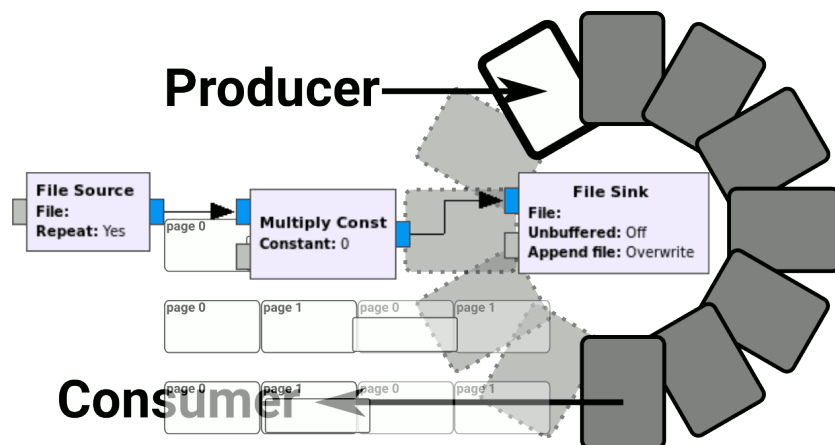 Producer
File Source
File:
Repeat: Yes
Multiply Const
Constant: 0
File Sink
File:
Unbuffered: Off
Append file: Overwrite
page 0
page 0 page 1 page 0 page 1
page 0 page 1 page 0 page 1
Consumer